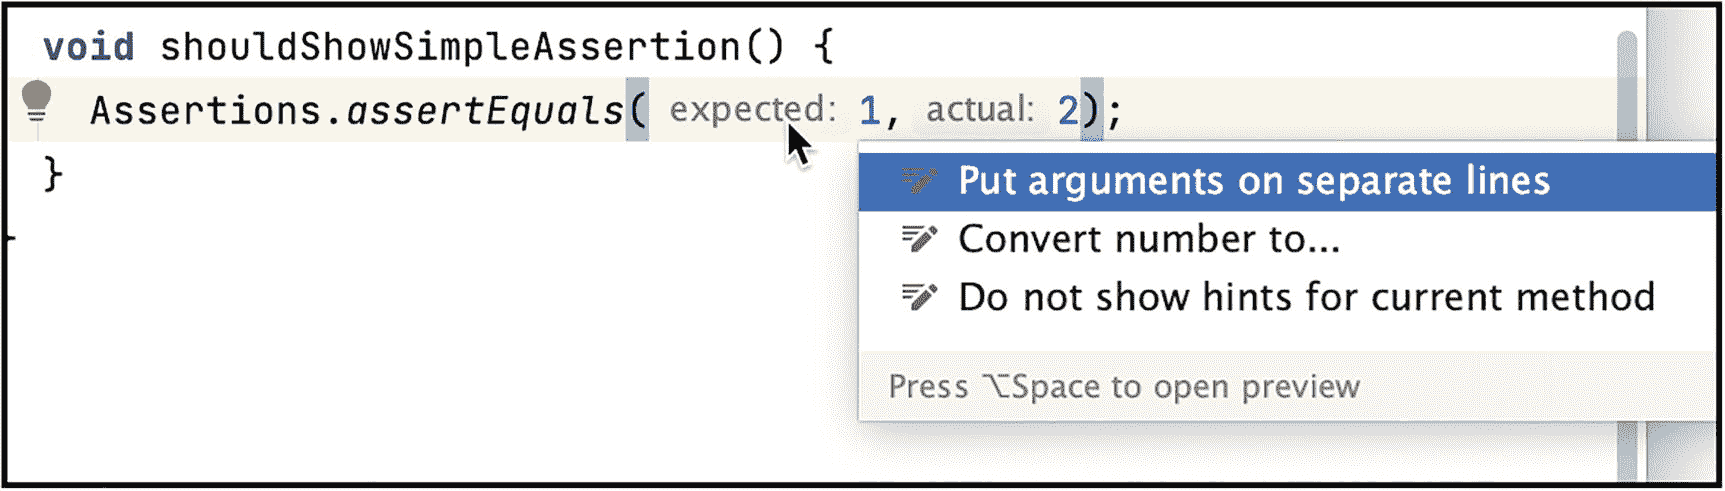 void shouldShowSimpleAssertion() {
Assertions.assertEquals( expected: 1, actual: 2);
}
Put arguments on separate lines
Convert number to...
Do not show hints for current method
Press ⌥Space to open preview